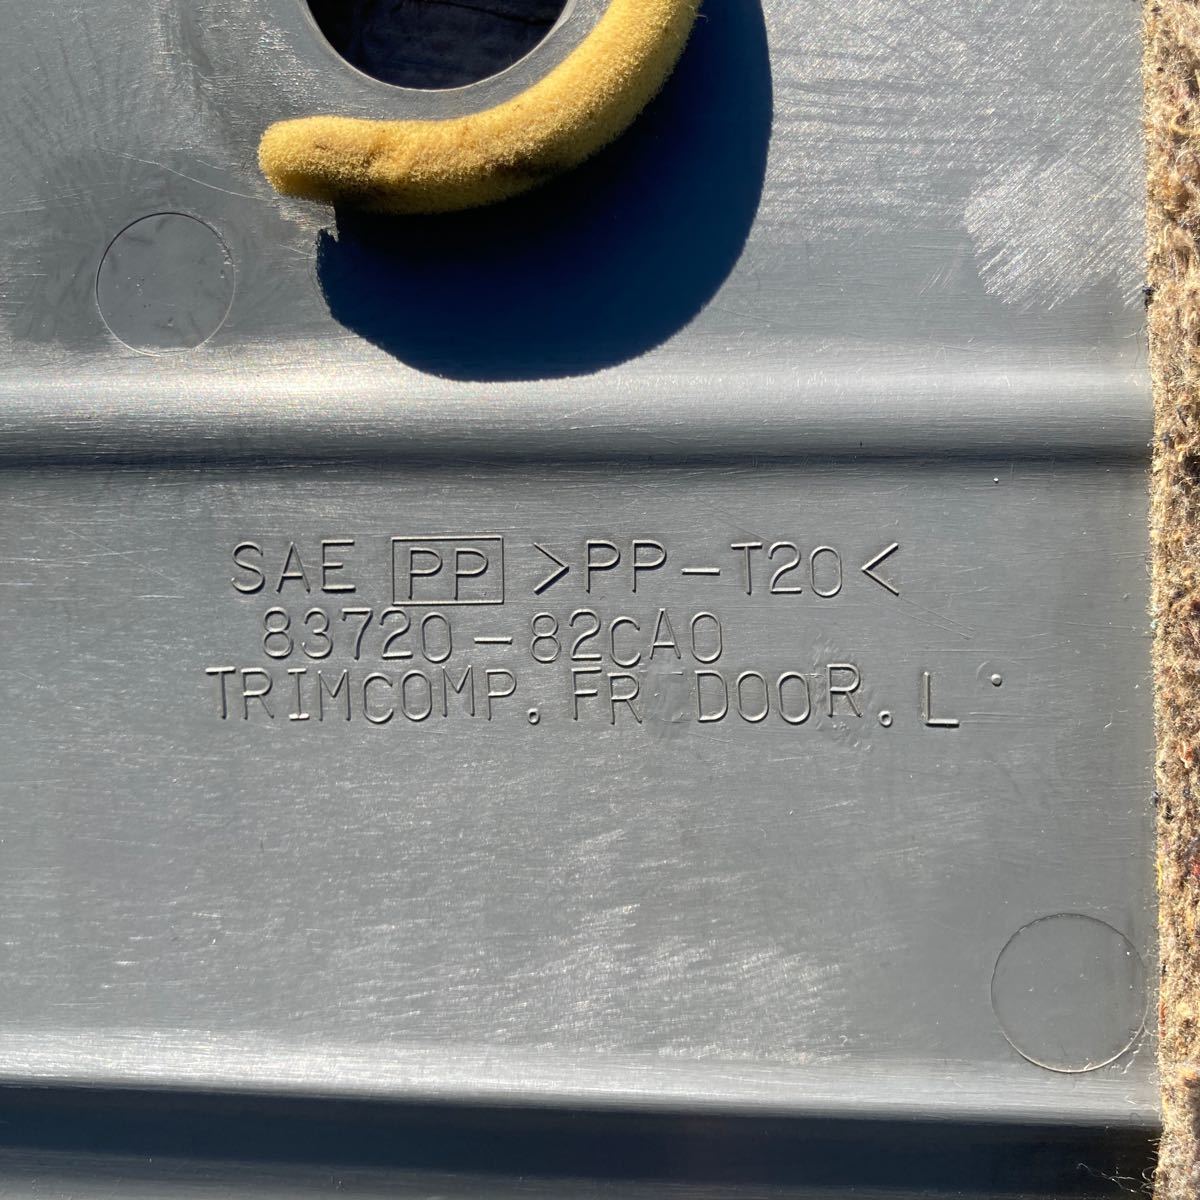 SAE PP >PP-T20<
83720-82CA0
TRIMCOMP. FR DOOR. L